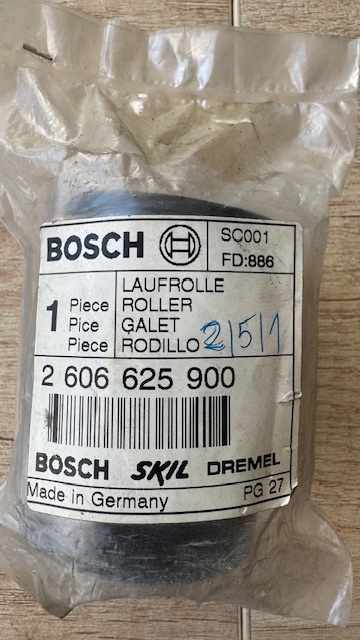 BOSCH
SC001
FD:886
1
Piece
Pice
Piece
LAUFROLLE
ROLLER
GALET
RODILLO
2/5/1
2 606 625 900
BOSCH SKIL DREMEL
Made in Germany
PG 27